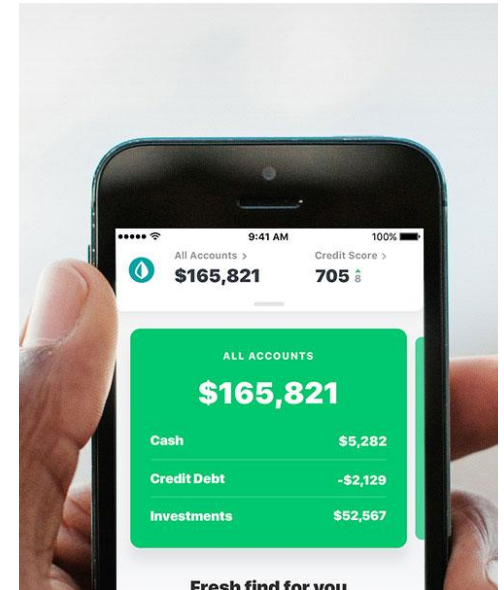 9:41 AM 100%
All Accounts > Credit Score >
$165,821 705 8
ALL ACCOUNTS
$165,821
Cash $5,282
Credit Debt -$2,129
Investments $52,567
Fresh find for you